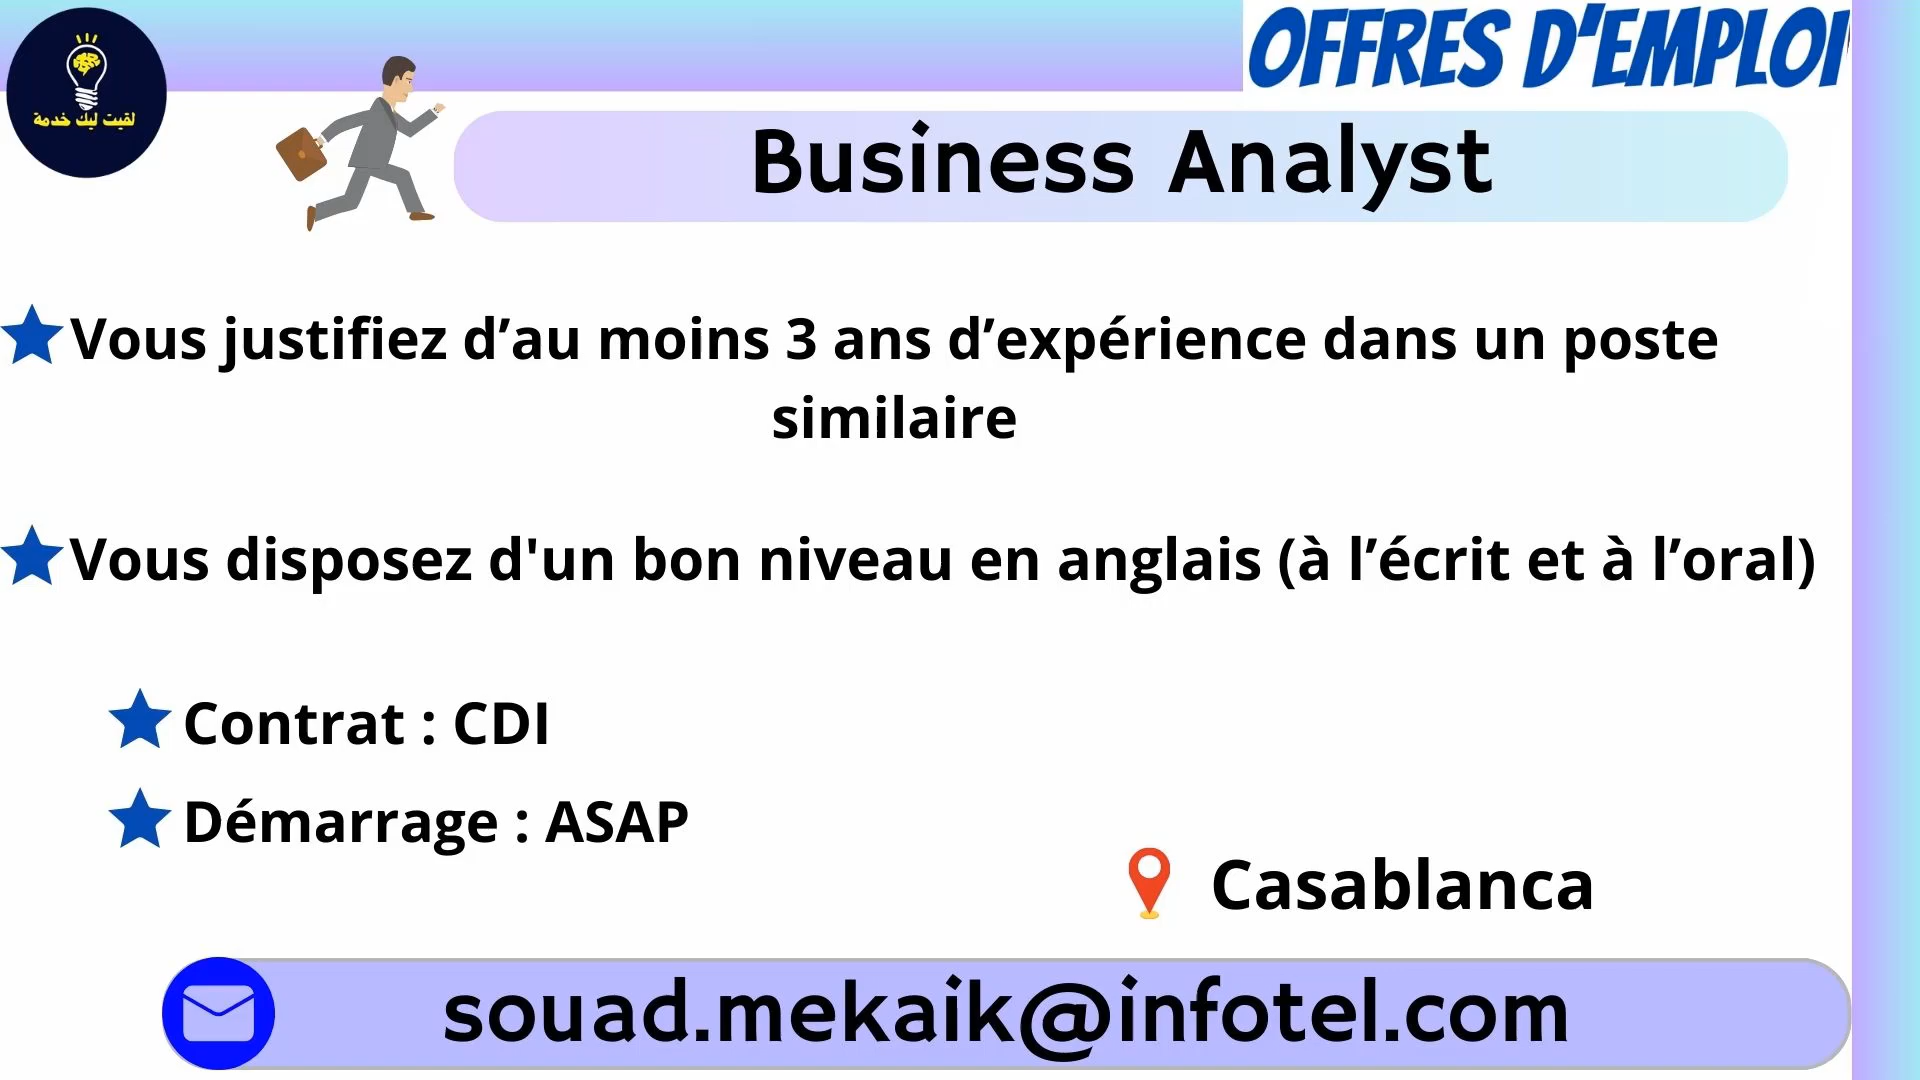 لقيت ليك خدمة
OFFRES D'EMPLOI
Business Analyst
Vous justifiez d’au moins 3 ans d’expérience dans un poste
similaire
Vous disposez d'un bon niveau en anglais (à l’écrit et à l’oral)
Contrat : CDI
Démarrage : ASAP
Casablanca
souad.mekaik@infotel.com